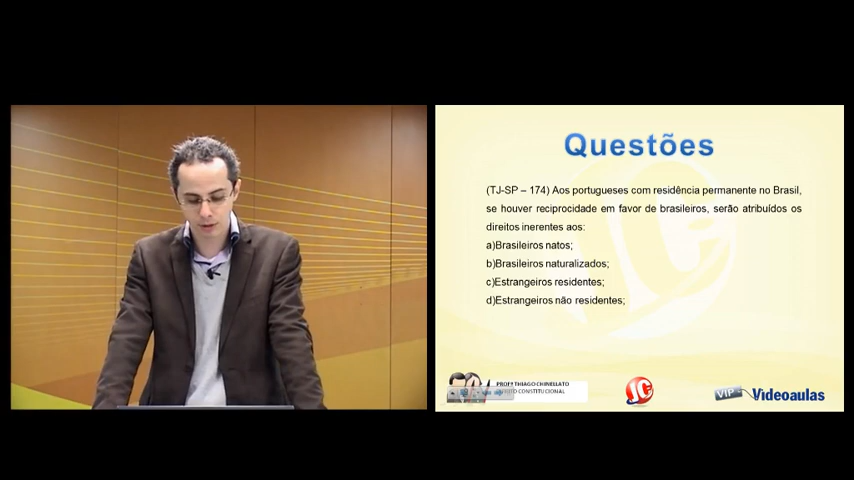 Questões
(TJ-SP – 174) Aos portugueses com residência permanente no Brasil,
se houver reciprocidade em favor de brasileiros, serão atribuídos os
direitos inerentes aos:
a)Brasileiros natos;
b)Brasileiros naturalizados;
c)Estrangeiros residentes;
d)Estrangeiros não residentes;
THIAGO CHINELLATO
CONSTITUCIONAL
JC
VIP Videoaulas